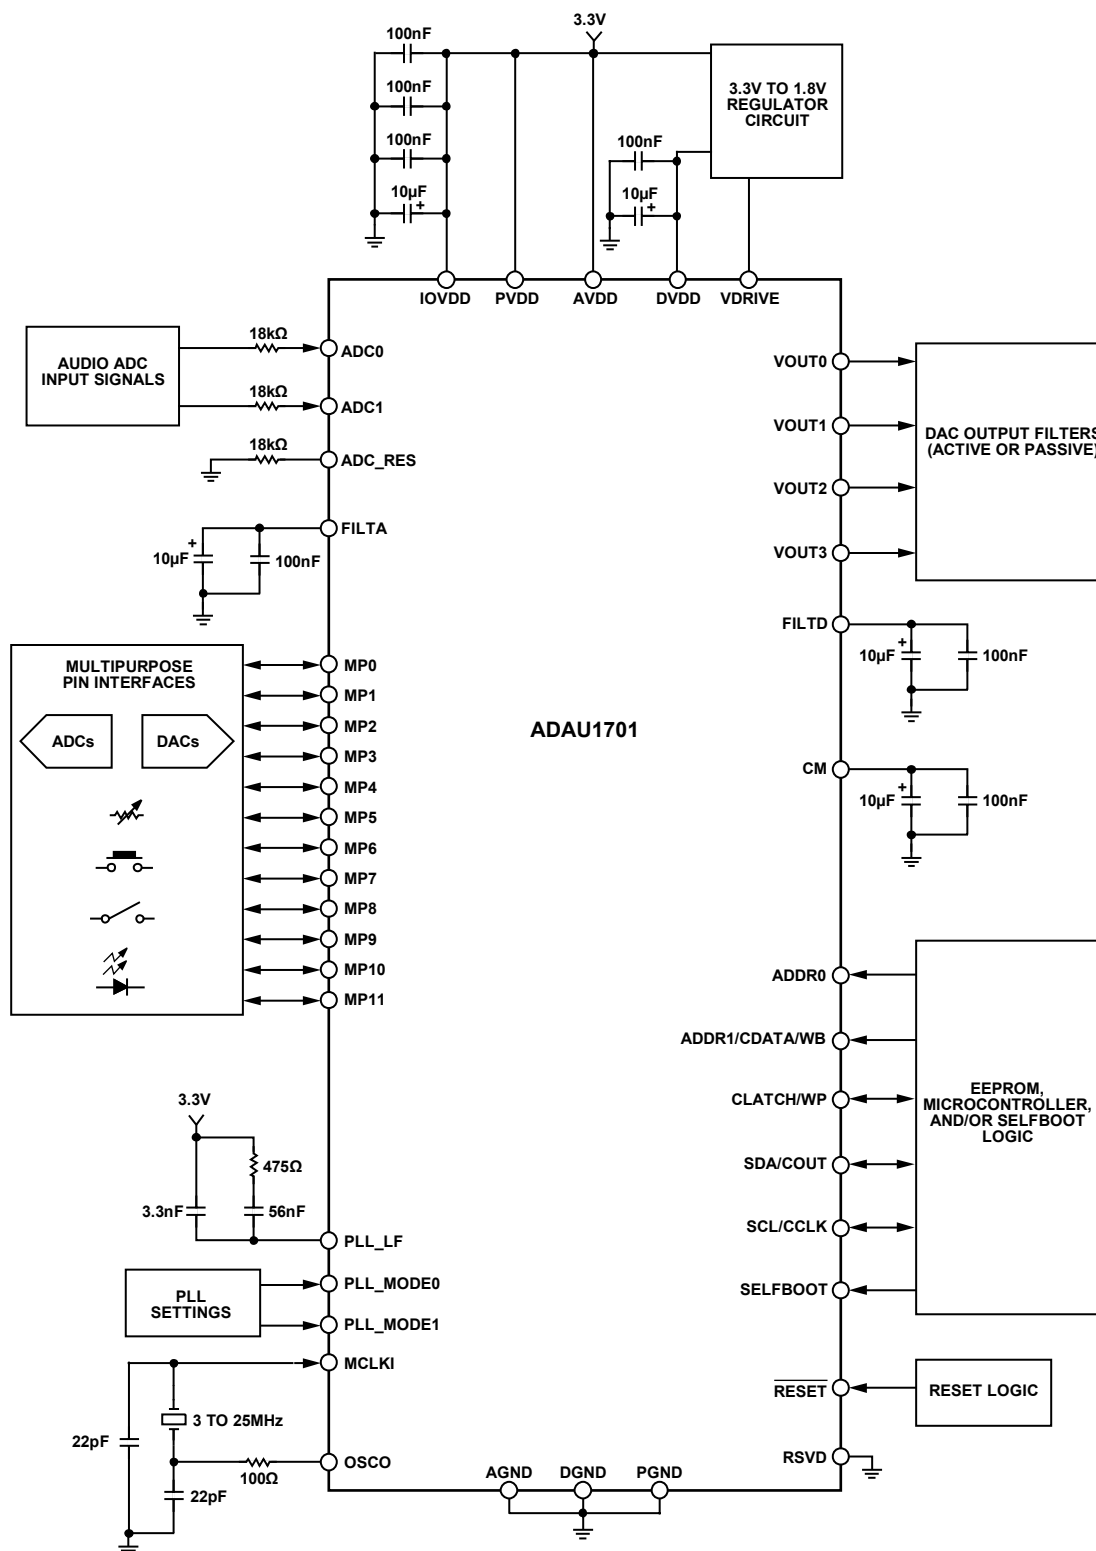 3.3V
100nF
100nF
100nF
10µF
+
100nF
10µF
+
3.3V TO 1.8V
REGULATOR
CIRCUIT
IOVDD
PVDD
AVDD
DVDD
VDRIVE
AUDIO ADC
INPUT SIGNALS
18kΩ
18kΩ
18kΩ
ADC0
ADC1
ADC_RES
FILTA
+
10µF
100nF
MULTIPURPOSE
PIN INTERFACES
ADCs
DACs
MP0
MP1
MP2
MP3
MP4
MP5
MP6
MP7
MP8
MP9
MP10
MP11
ADAU1701
VOUT0
VOUT1
VOUT2
VOUT3
DAC OUTPUT FILTERS
(ACTIVE OR PASSIVE)
FILTD
+
10µF
100nF
CM
+
10µF
100nF
ADDR0
ADDR1/CDATA/WB
CLATCH/WP
SDA/COUT
SCL/CCLK
SELFBOOT
EEPROM,
MICROCONTROLLER,
AND/OR SELFBOOT
LOGIC
3.3V
475Ω
3.3nF
56nF
PLL_LF
PLL
SETTINGS
PLL_MODE0
PLL_MODE1
MCLKI
3 TO 25MHz
22pF
100Ω
22pF
OSCO
RESET
RESET LOGIC
RSVD
AGND
DGND
PGND